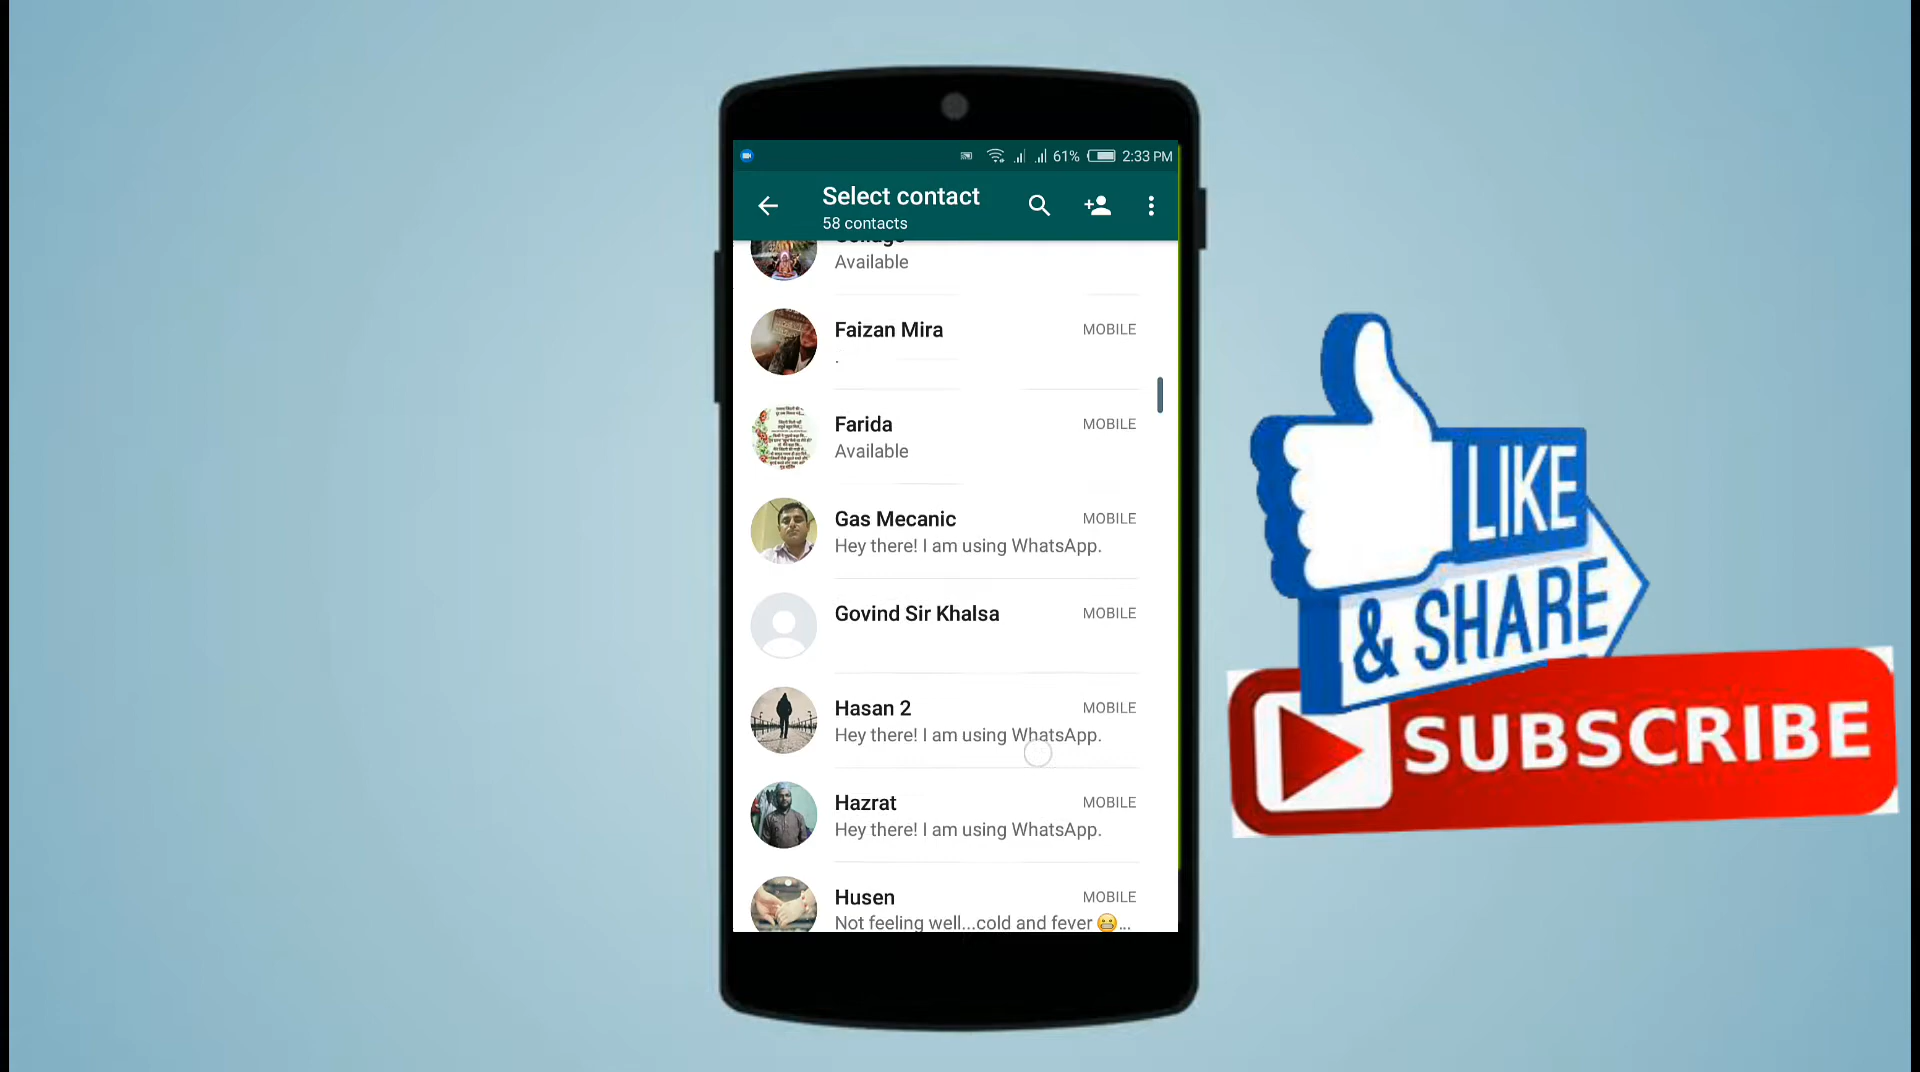 61% 2:33 PM
Select contact
58 contacts
Available
Faizan Mira MOBILE
.
Farida MOBILE
Available
Gas Mecanic MOBILE
Hey there! I am using WhatsApp.
Govind Sir Khalsa MOBILE
Hasan 2 MOBILE
Hey there! I am using WhatsApp.
Hazrat MOBILE
Hey there! I am using WhatsApp.
Husen MOBILE
Not feeling well...cold and fever 😬...
LIKE
& SHARE
SUBSCRIBE